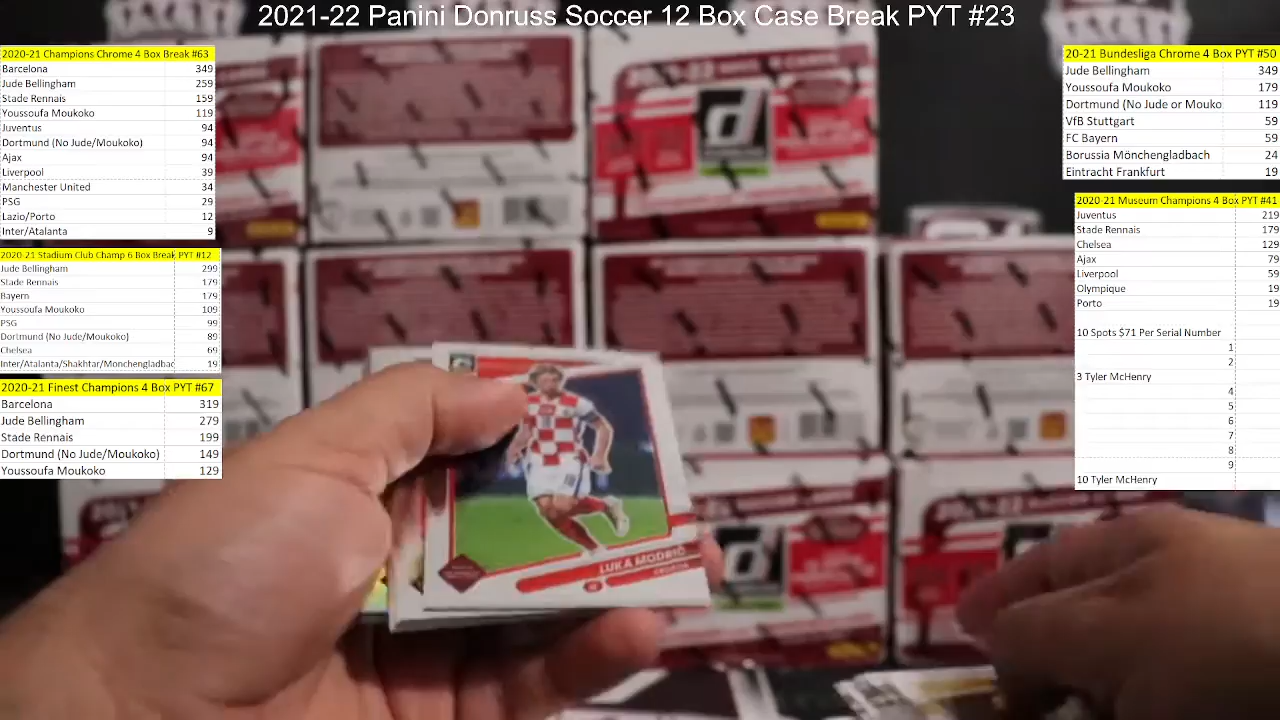 2021-22 Panini Donruss Soccer 12 Box Case Break PYT #23
2020-21 Champions Chrome 4 Box Break #63
Barcelona 349
Jude Bellingham 259
Stade Rennais 159
Youssoufa Moukoko 119
Juventus 94
Dortmund (No Jude/Moukoko) 94
Ajax 94
Liverpool 39
Manchester United 34
PSG 29
Lazio/Porto 12
Inter/Atalanta 9
2020-21 Stadium Club Champ 6 Box Break PYT #12
Jude Bellingham 299
Stade Rennais 179
Bayern 179
Youssoufa Moukoko 109
PSG 99
Dortmund (No Jude/Moukoko) 89
Chelsea 69
Inter/Atalanta/Shakhtar/Monchengladbac 19
2020-21 Finest Champions 4 Box PYT #67
Barcelona 319
Jude Bellingham 279
Stade Rennais 199
Dortmund (No Jude/Moukoko) 149
Youssoufa Moukoko 129
20-21 Bundesliga Chrome 4 Box PYT #50
Jude Bellingham 349
Youssoufa Moukoko 179
Dortmund (No Jude or Mouko 119
VfB Stuttgart 59
FC Bayern 59
Borussia Mönchengladbach 24
Eintracht Frankfurt 19
2020-21 Museum Champions 4 Box PYT #41
Juventus 219
Stade Rennais 179
Chelsea 129
Ajax 79
Liverpool 59
Olympique 19
Porto 19
10 Spots $71 Per Serial Number
1
2
3 Tyler McHenry
4
5
6
7
8
9
10 Tyler McHenry
LUKA MODRIĆ
CROATIA